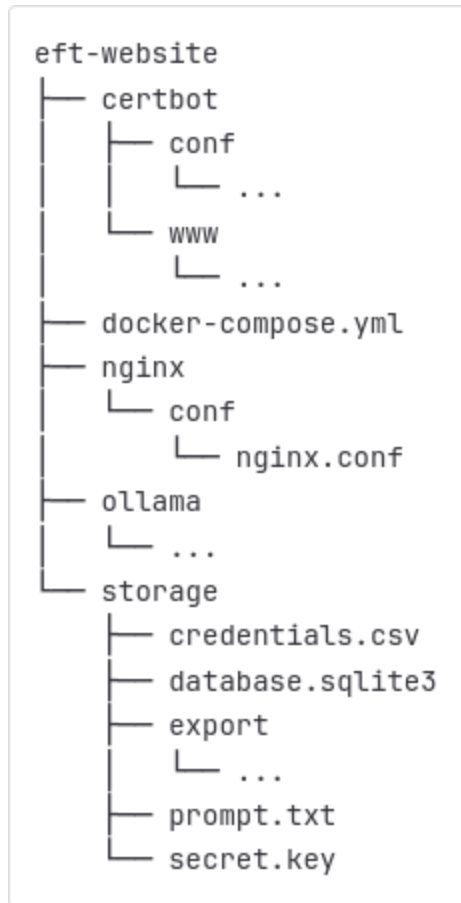 eft-website
├── certbot
│   ├── conf
│   │   └── ...
│   └── www
│       └── ...
├── docker-compose.yml
├── nginx
│   └── conf
│       └── nginx.conf
├── ollama
│   └── ...
└── storage
    ├── credentials.csv
    ├── database.sqlite3
    ├── export
    │   └── ...
    ├── prompt.txt
    └── secret.key